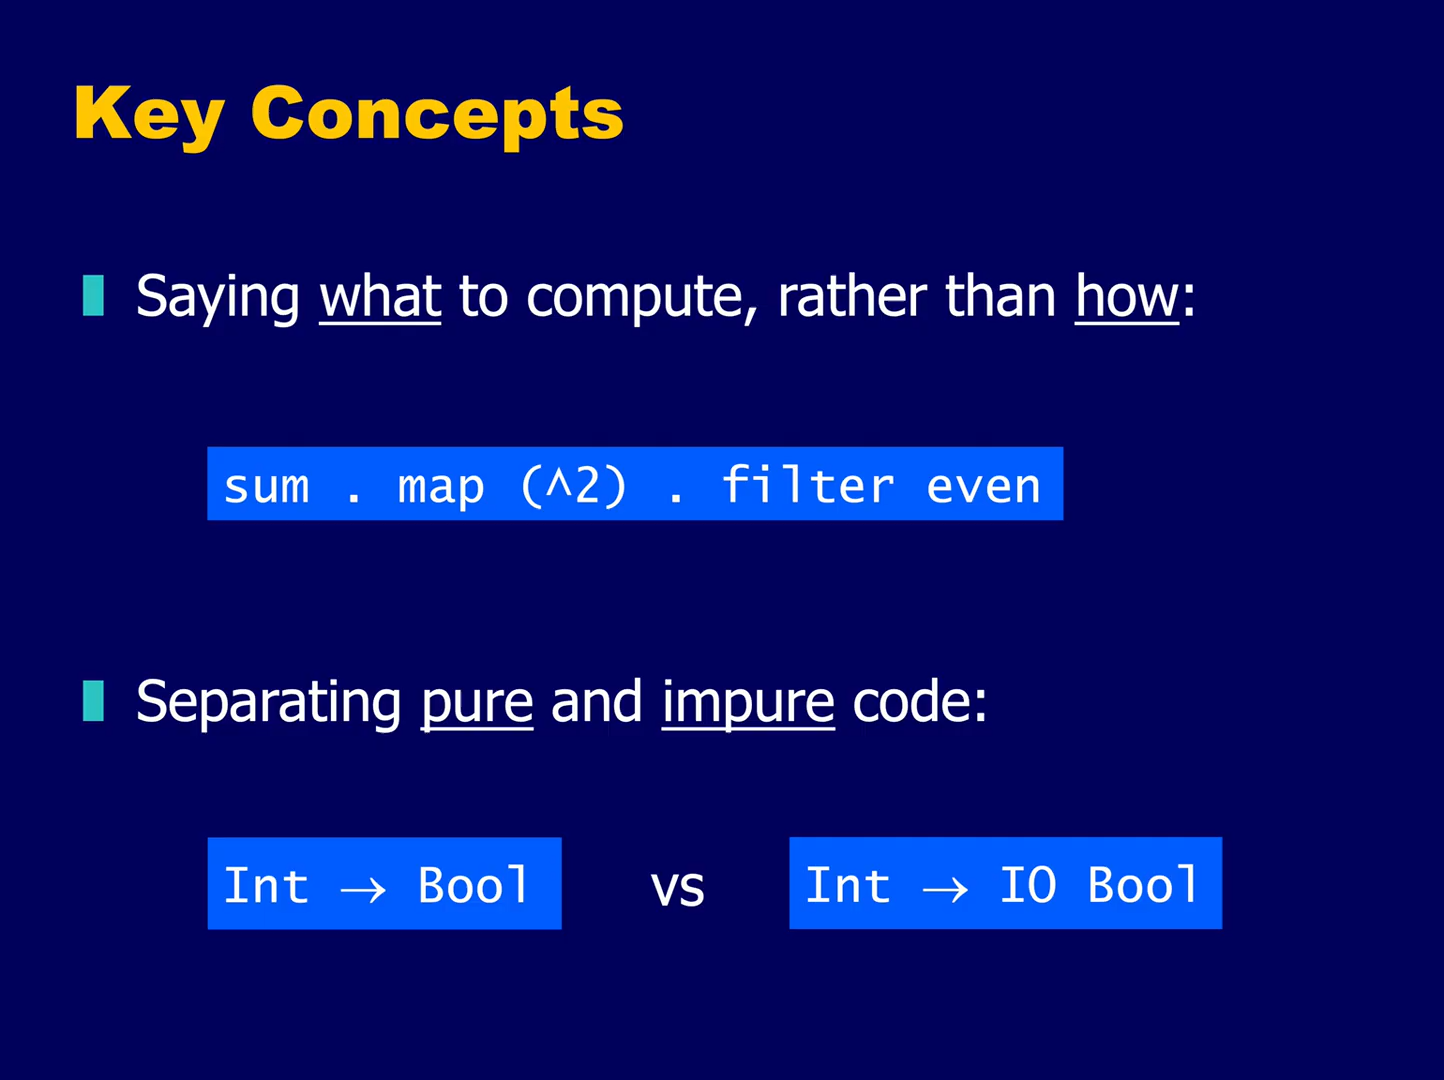 Key Concepts
Saying what to compute, rather than how:
sum . map (^2) . filter even
Separating pure and impure code:
Int → Bool vs Int → IO Bool